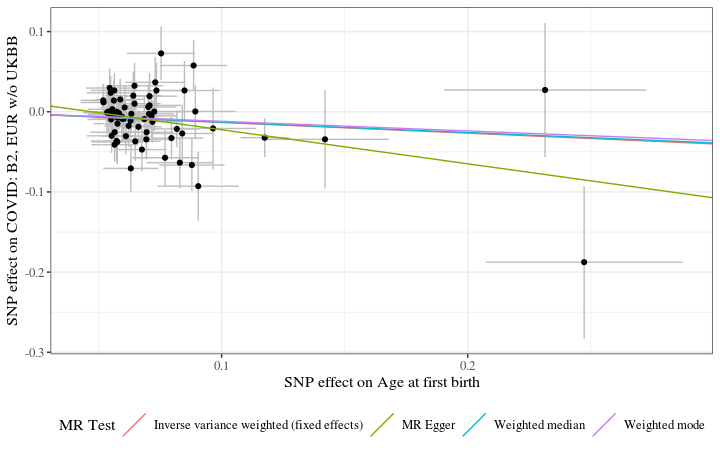 SNP effect on COVID: B2, EUR w/o UKBB
0.1
0.0
-0.1
-0.2
-0.3
0.1
0.2
SNP effect on Age at first birth
MR Test
Inverse variance weighted (fixed effects)
MR Egger
Weighted median
Weighted mode